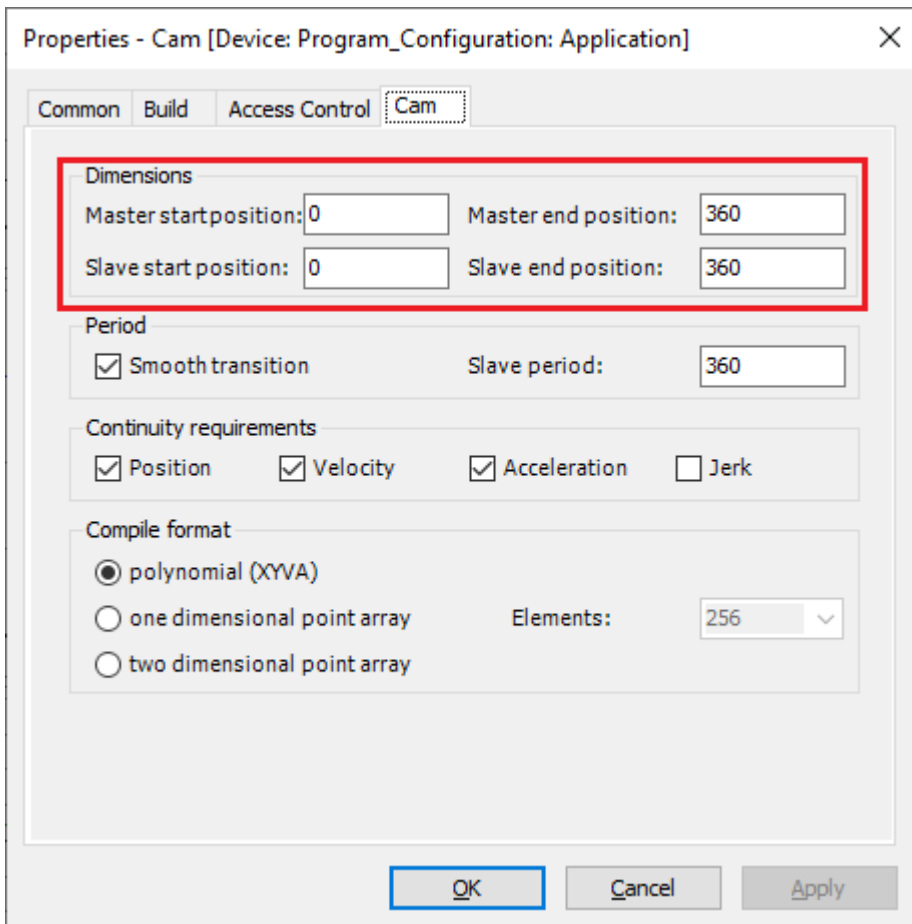 Properties - Cam [Device: Program_Configuration: Application]
Common Build Access Control Cam
Dimensions
Master start position: 0 Master end position: 360
Slave start position: 0 Slave end position: 360
Period
Smooth transition Slave period: 360
Continuity requirements
Position Velocity Acceleration Jerk
Compile format
polynomial (XYVA)
one dimensional point array Elements: 256
two dimensional point array
OK Cancel Apply